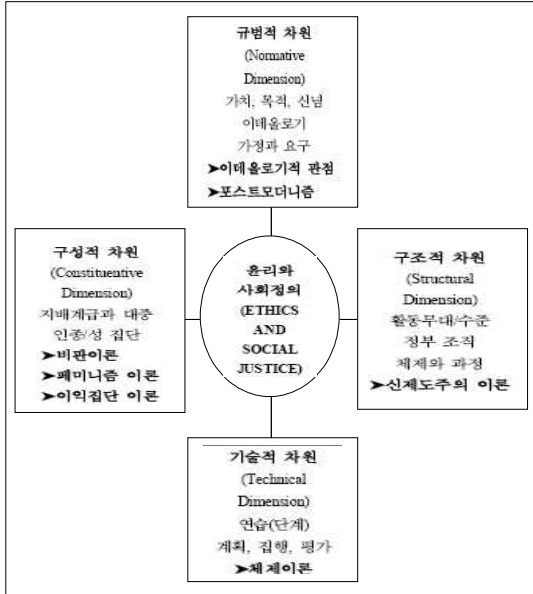 규범적 차원
(Normative
Dimension)
가치, 목적, 신념
이데올로기
가정과 요구
➤이데올로기적 관점
➤포스트모더니즘
구성적 차원
(Constituentive
Dimension)
지배계급과 대중
인종/성 집단
➤비판이론
➤페미니즘 이론
➤이익집단 이론
윤리와
사회정의
(ETHICS
AND
SOCIAL
JUSTICE)
구조적 차원
(Structural
Dimension)
활동무대/수준
정부 조직
체제와 과정
➤신제도주의 이론
기술적 차원
(Technical
Dimension)
연습(단계)
계획, 집행, 평가
➤체제이론